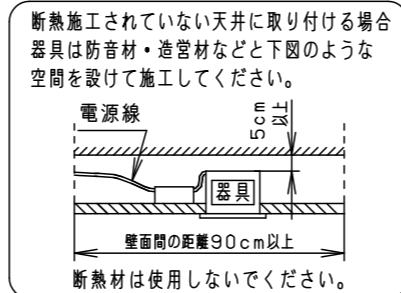 断熱施工されていない天井に取り付ける場合
器具は防音材・造営材などと下図のような
空間を設けて施工してください。
電源線
5cm
以上
器具
壁面間の距離90cm以上
断熱材は使用しないでください。